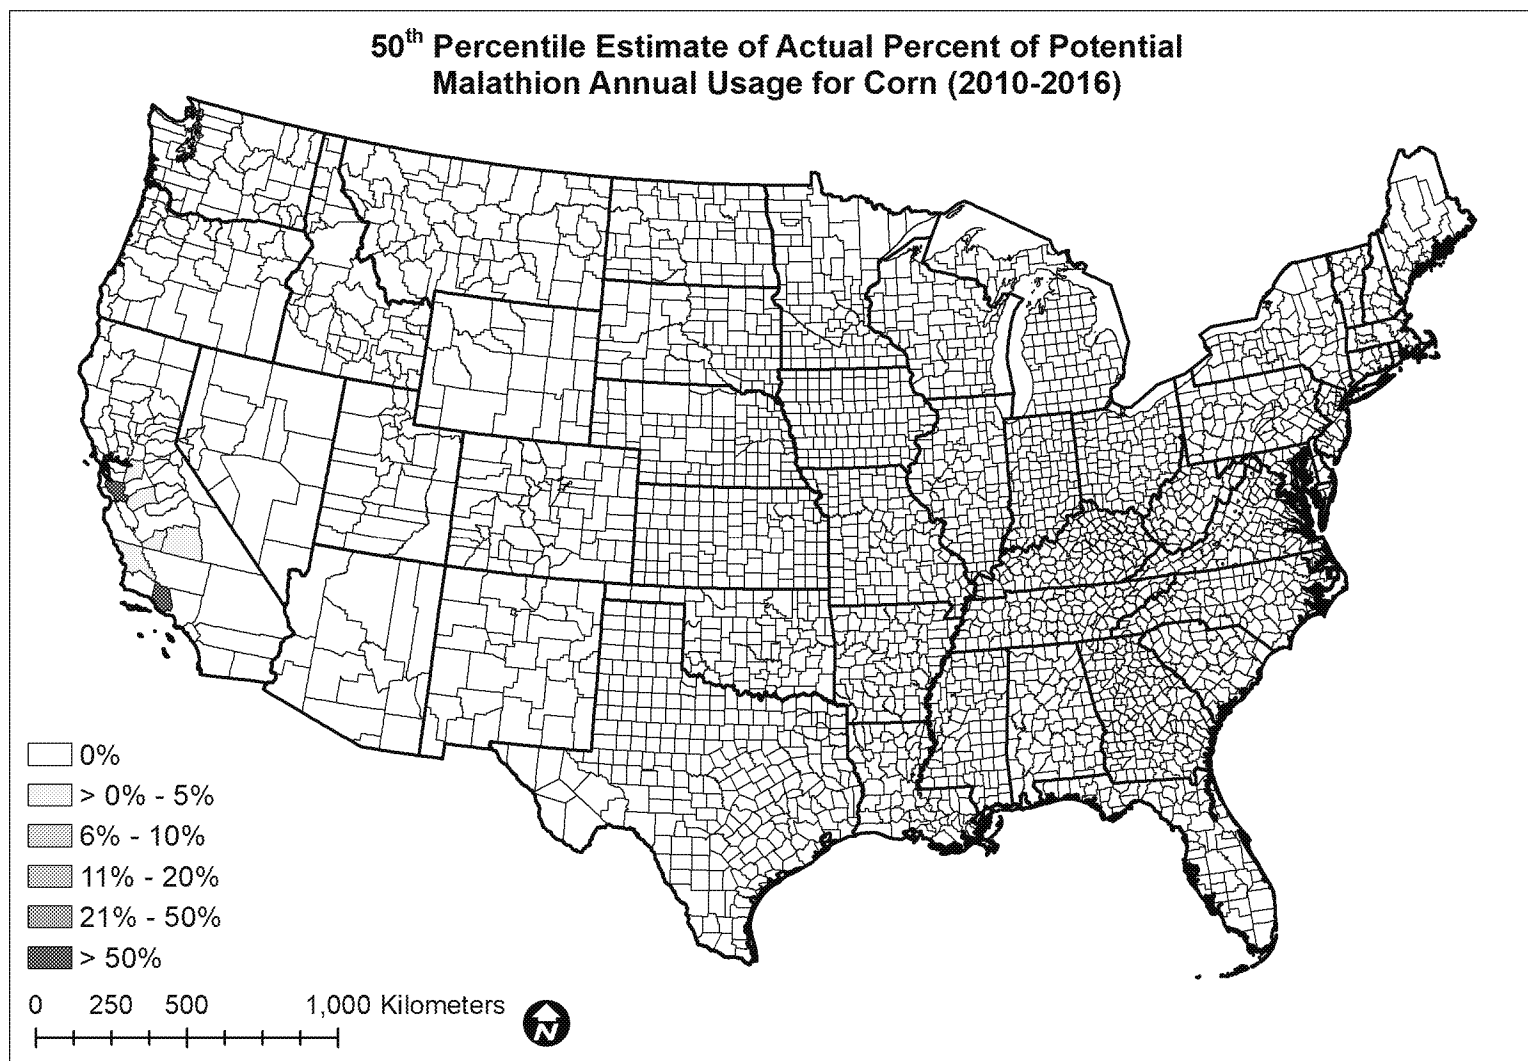 50th Percentile Estimate of Actual Percent of Potential
Malathion Annual Usage for Corn (2010-2016)
0%
> 0% - 5%
6% - 10%
11% - 20%
21% - 50%
> 50%
0 250 500 1,000 Kilometers
N